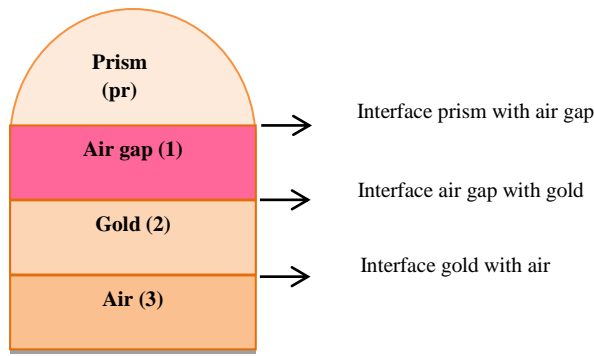 Prism
(pr)
Interface prism with air gap
Air gap (1)
Interface air gap with gold
Gold (2)
Interface gold with air
Air (3)